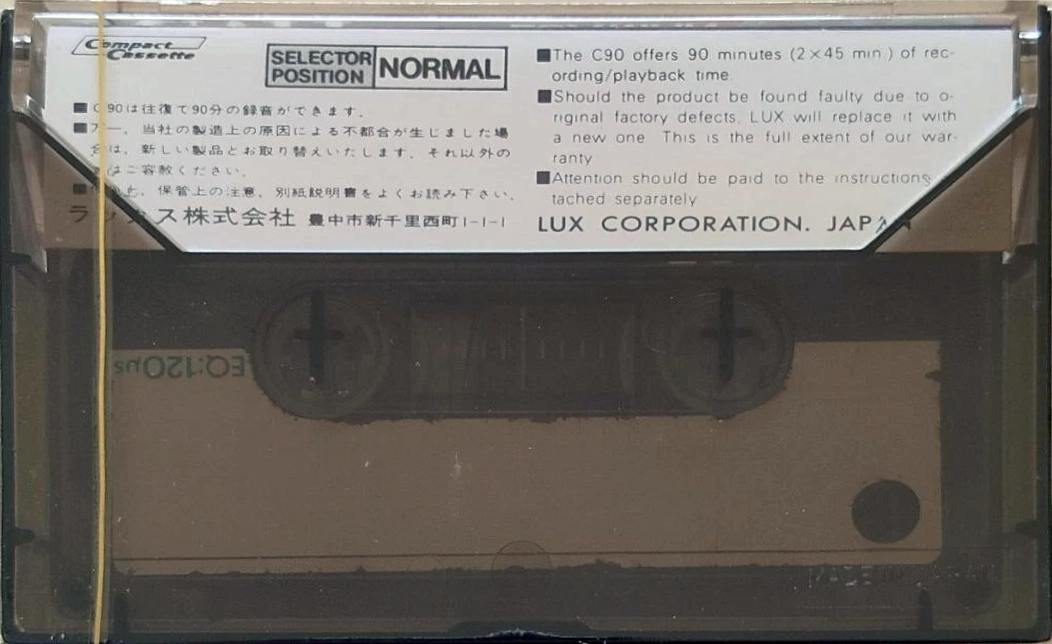 Compact
Cassette
SELECTOR
POSITION
NORMAL
■C90は往復で90分の録音ができます.
■万一, 当社の製造上の原因による不都合が生じました場
合は, 新しい製品とお取り替えいたします. それ以外の
はご容赦ください.
■ 保管上の注意, 別紙説明書をよくお読み下さい.
ラックス株式会社 豊中市新千里西町1-1-1
■The C90 offers 90 minutes (2×45 min.) of rec-
ording/playback time.
■Should the product be found faulty due to o-
riginal factory defects, LUX will replace it with
a new one. This is the full extent of our war-
ranty
■Attention should be paid to the instructions
tached separately
LUX CORPORATION. JAPAN
EQ:120μs
MADE IN